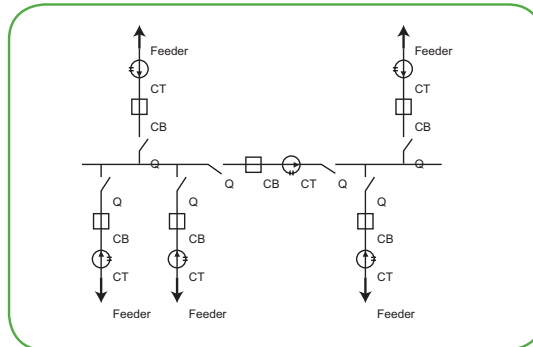 Feeder Feeder
CT CT
CB CB
Q Q
Q CB CT Q
Q Q Q
CB CB CB
CT CT CT
Feeder Feeder Feeder